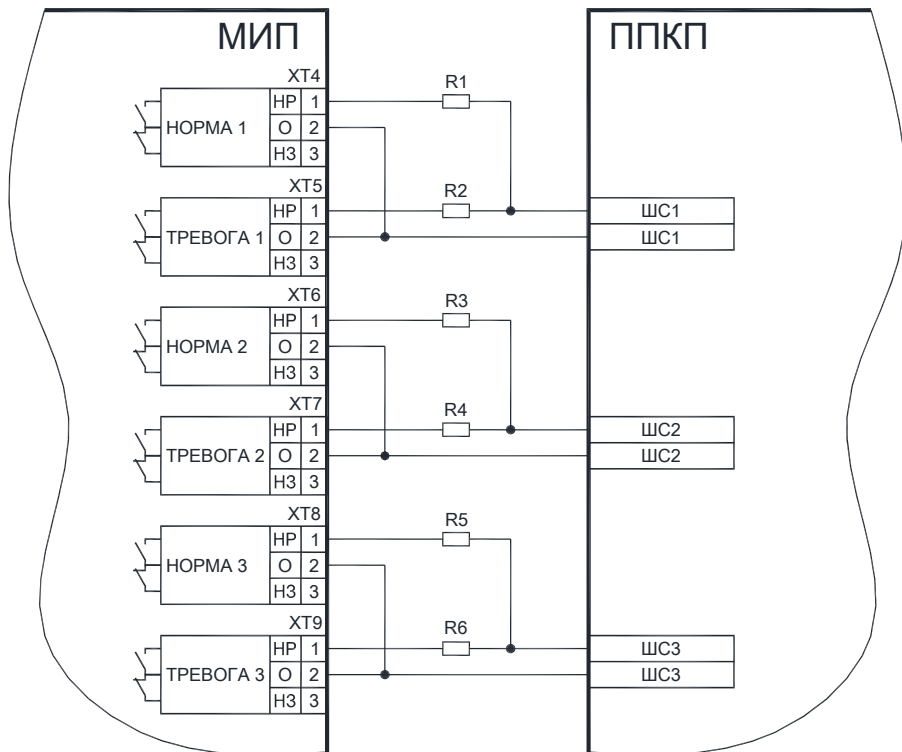 МИП
ППКП
XT4
R1
НР 1
НОРМА 1
О 2
НЗ 3
XT5
R2
НР 1
ШС1
ТРЕВОГА 1
О 2
ШС1
НЗ 3
XT6
R3
НР 1
НОРМА 2
О 2
НЗ 3
XT7
R4
НР 1
ШС2
ТРЕВОГА 2
О 2
ШС2
НЗ 3
XT8
R5
НР 1
НОРМА 3
О 2
НЗ 3
XT9
R6
НР 1
ШС3
ТРЕВОГА 3
О 2
ШС3
НЗ 3